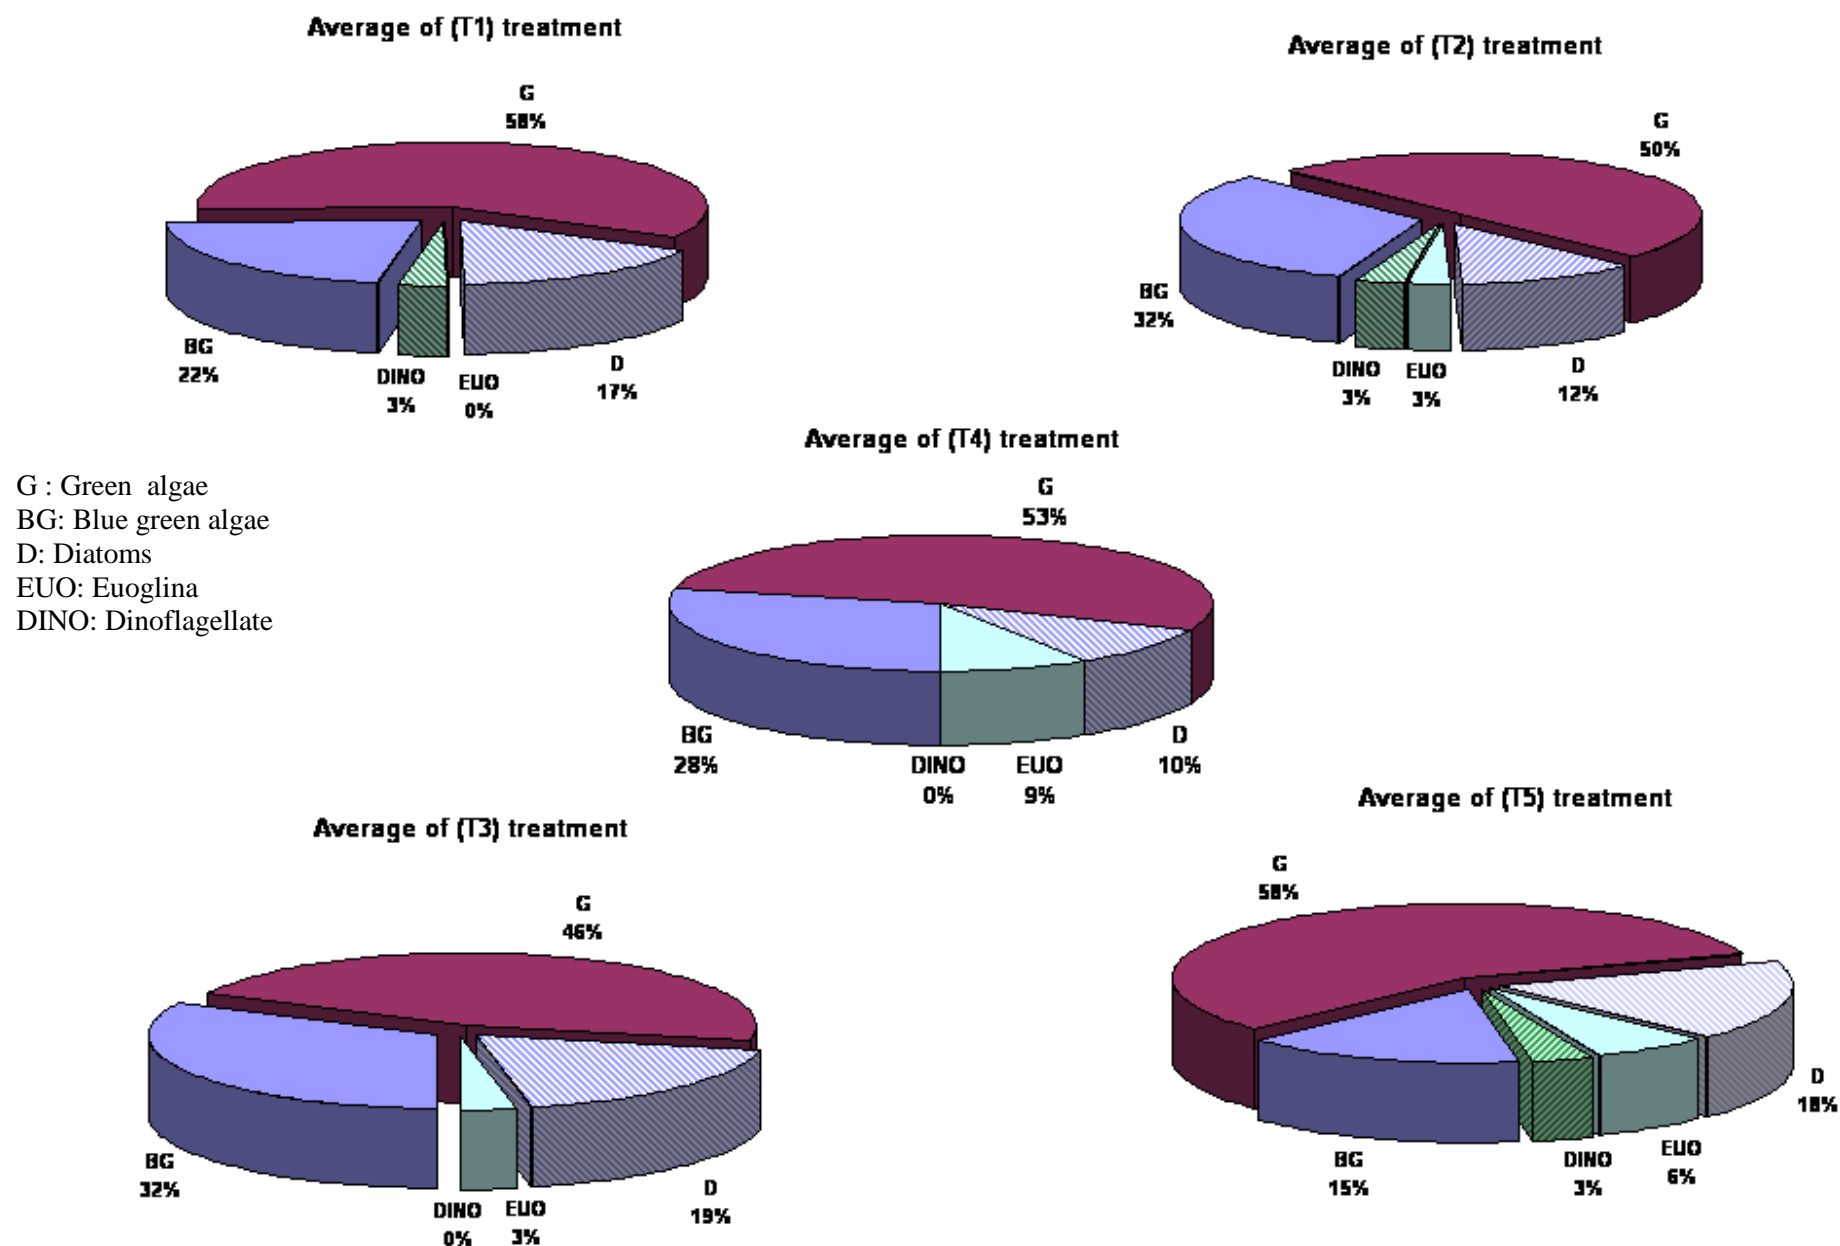 Average of (T1) treatment
G
58%
BG
22%
DINO
3%
EUO
0%
D
17%
Average of (T2) treatment
G
50%
BG
32%
DINO
3%
EUO
3%
D
12%
G : Green algae
BG: Blue green algae
D: Diatoms
EUO: Euoglina
DINO: Dinoflagellate
Average of (T4) treatment
G
53%
BG
28%
DINO
0%
EUO
9%
D
10%
Average of (T3) treatment
G
46%
BG
32%
DINO
0%
EUO
3%
D
19%
Average of (T5) treatment
G
58%
BG
15%
DINO
3%
EUO
6%
D
18%